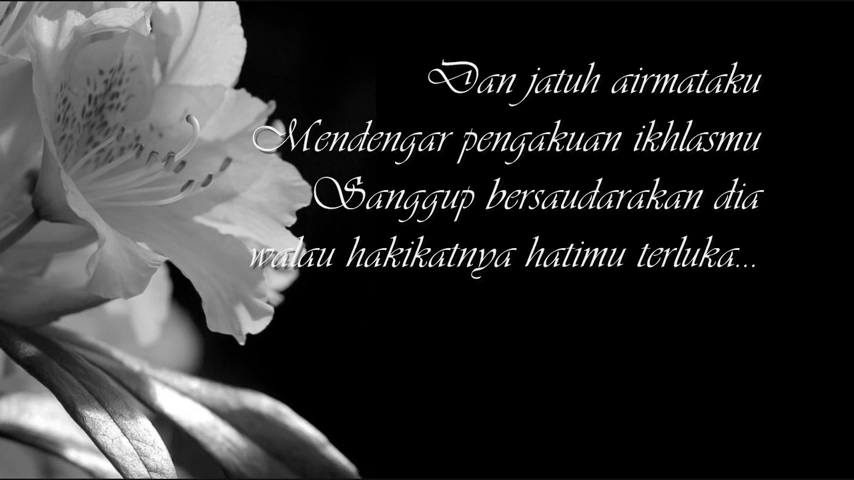 Dan jatuh airmataku
Mendengar pengakuan ikhlasmu
Sanggup bersaudarakan dia
walau hakikatnya hatimu terluka...